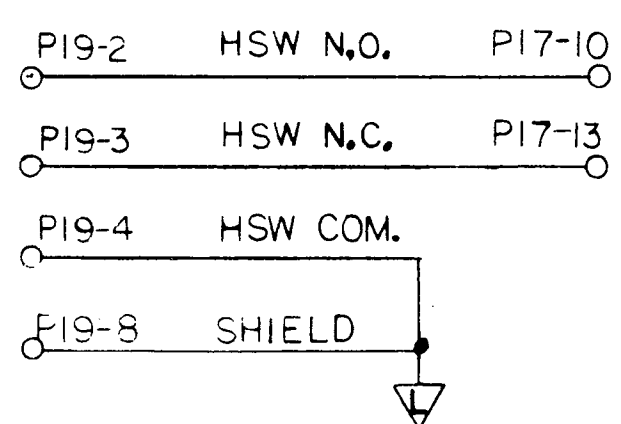 P19-2 HSW N.O. P17-10
P19-3 HSW N.C. P17-13
P19-4 HSW COM.
P19-8 SHIELD
L